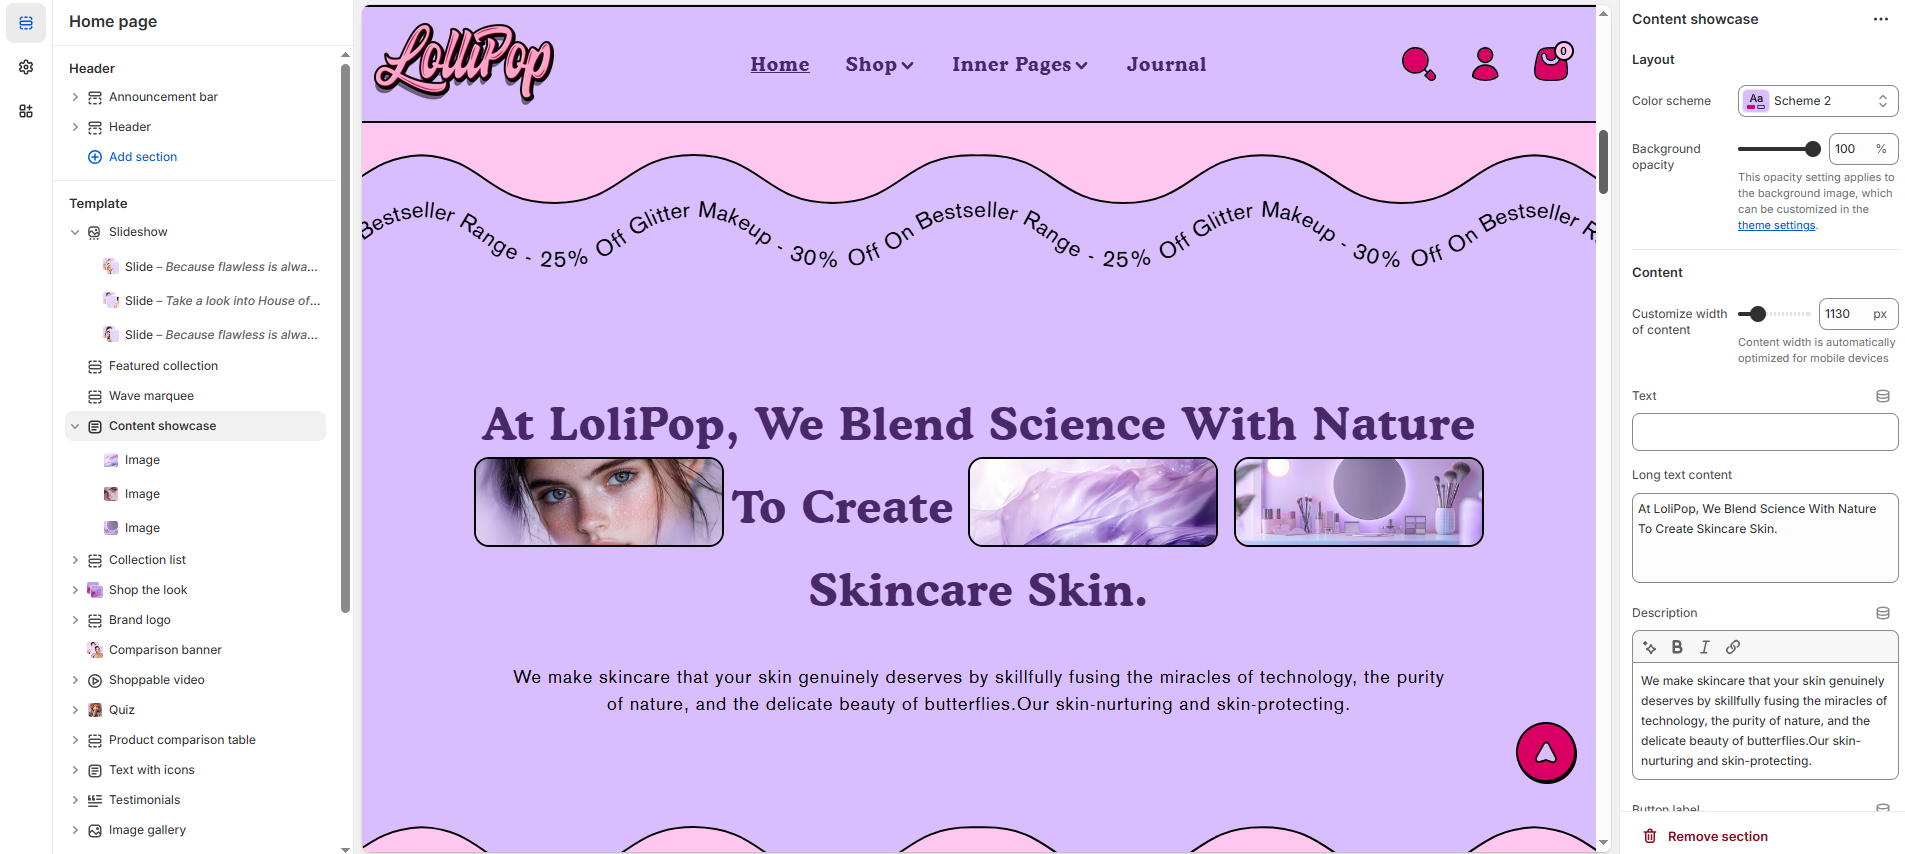 Home page
Header
Announcement bar
Header
Add section
Template
Slideshow
Slide – Because flawless is alwa...
Slide – Take a look into House of...
Slide – Because flawless is alwa...
Featured collection
Wave marquee
Content showcase
Image
Image
Image
Collection list
Shop the look
Brand logo
Comparison banner
Shoppable video
Quiz
Product comparison table
Text with icons
Testimonials
Image gallery
LolliPop
Home
Shop
Inner Pages
Journal
0
Bestseller Range - 25% Off Glitter Makeup - 30% Off On Bestseller Range - 25% Off Glitter Makeup - 30% Off On Bestseller R
At LoliPop, We Blend Science With Nature
To Create
Skincare Skin.
We make skincare that your skin genuinely deserves by skillfully fusing the miracles of technology, the purity
of nature, and the delicate beauty of butterflies.Our skin-nurturing and skin-protecting.
Content showcase
Layout
Color scheme
Aa
Scheme 2
Background
opacity
100 %
This opacity setting applies to
the background image, which
can be customized in the
theme settings.
Content
Customize width
of content
1130 px
Content width is automatically
optimized for mobile devices
Text
Long text content
At LoliPop, We Blend Science With Nature
To Create Skincare Skin.
Description
B I
We make skincare that your skin genuinely
deserves by skillfully fusing the miracles of
technology, the purity of nature, and the
delicate beauty of butterflies.Our skin-
nurturing and skin-protecting.
Button label
Remove section